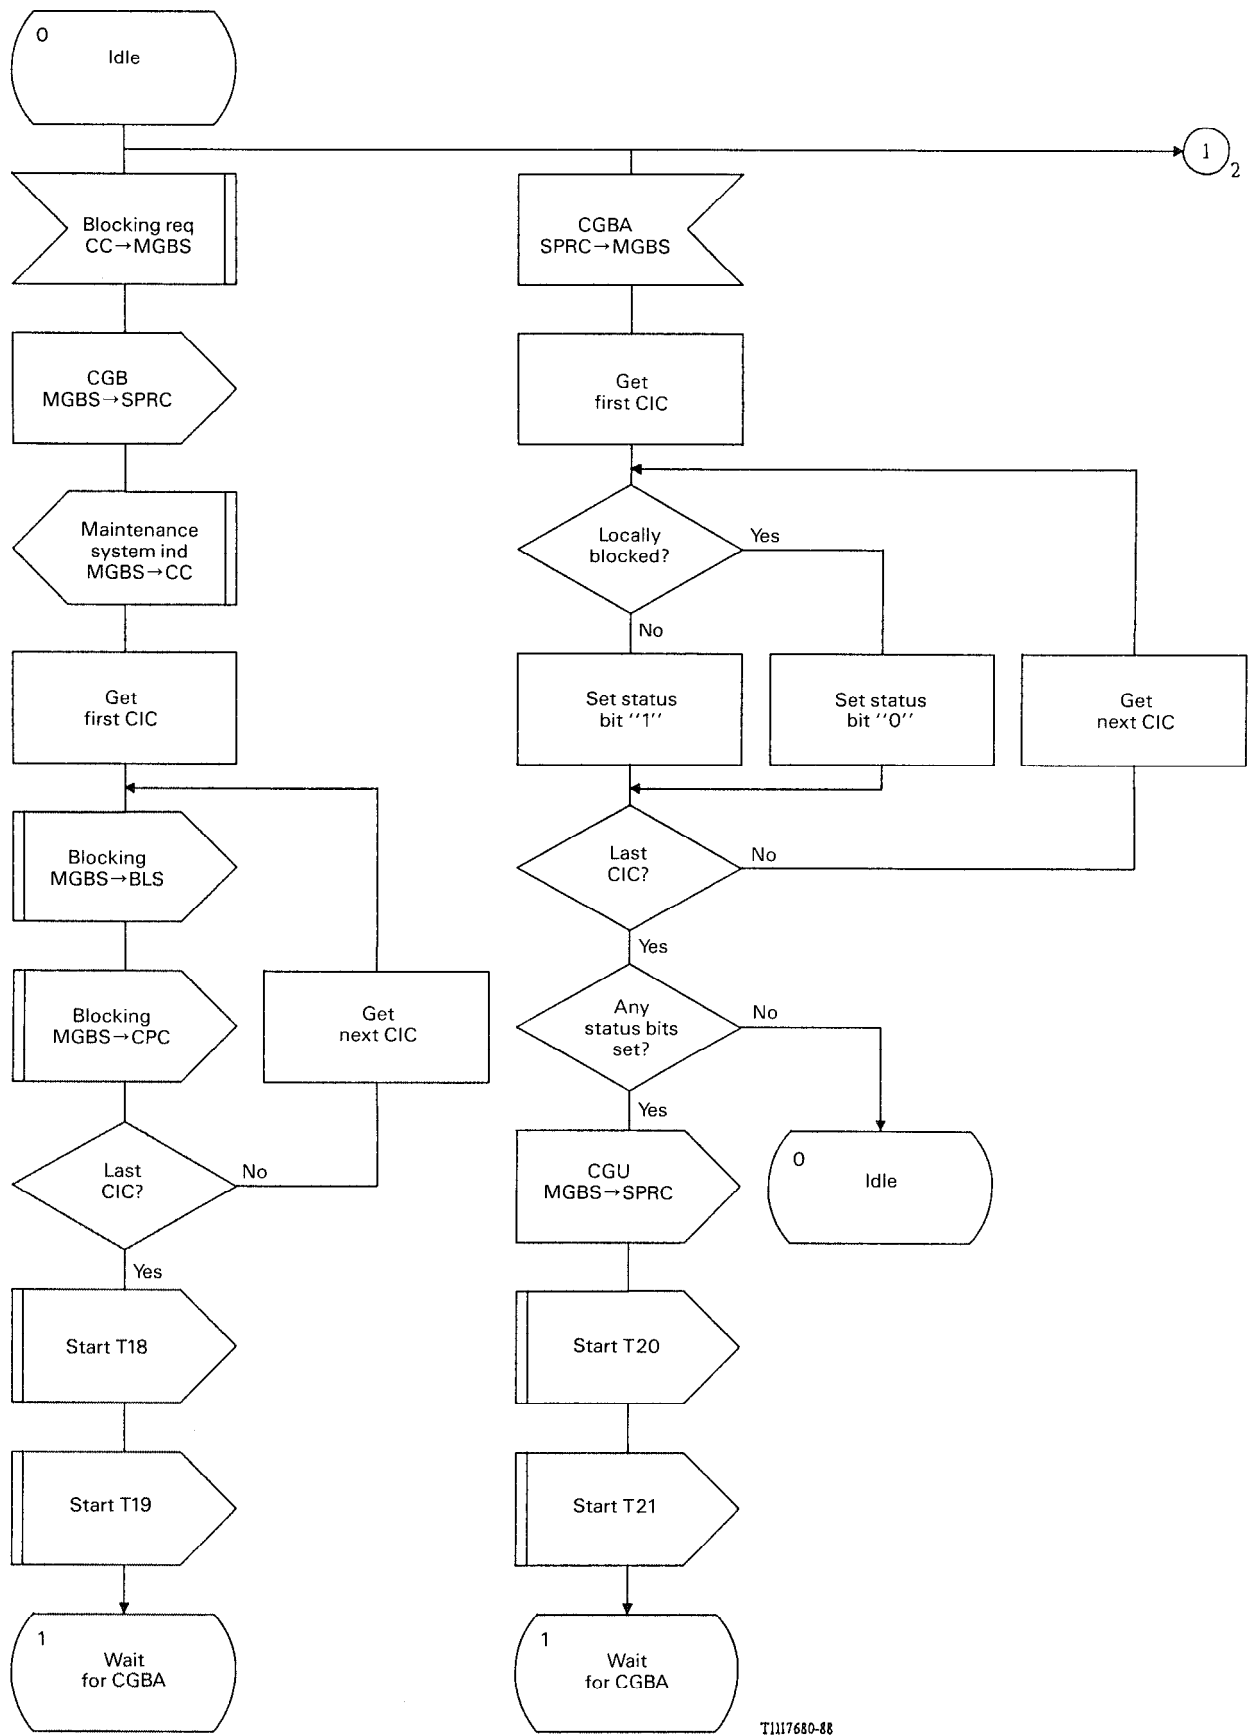 0
Idle
1
2
Blocking req
CC→MGBS
CGB
MGBS→SPRC
Maintenance
system ind
MGBS→CC
Get
first CIC
Blocking
MGBS→BLS
Blocking
MGBS→CPC
Get
next CIC
Last
CIC?
No
Yes
Start T18
Start T19
1
Wait
for CGBA
CGBA
SPRC→MGBS
Get
first CIC
Locally
blocked?
Yes
No
Set status
bit "1"
Set status
bit "0"
Get
next CIC
Last
CIC?
No
Yes
Any
status bits
set?
No
Yes
CGU
MGBS→SPRC
0
Idle
Start T20
Start T21
1
Wait
for CGBA
T1117680-88